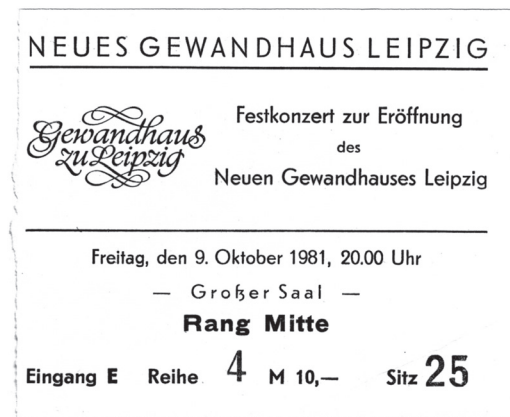 NEUES GEWANDHAUS LEIPZIG
Gewandhaus
zu Leipzig
Festkonzert zur Eröffnung
des
Neuen Gewandhauses Leipzig
Freitag, den 9. Oktober 1981, 20.00 Uhr
— Großer Saal —
Rang Mitte
Eingang E Reihe 4 M 10,— Sitz 25